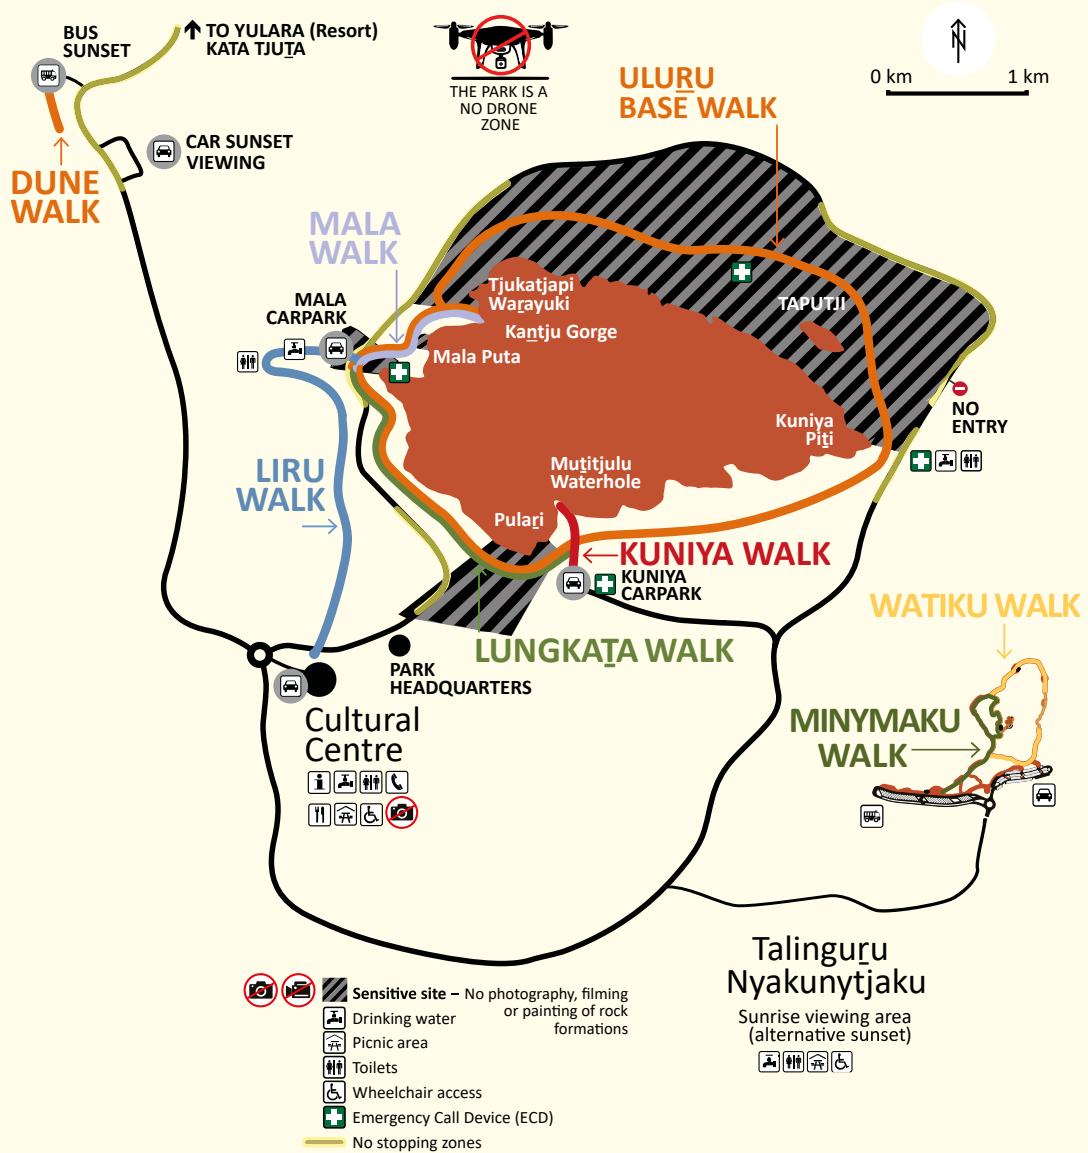 BUS
SUNSET
TO YULARA (Resort)
KATA TJUṮA
THE PARK IS A
NO DRONE
ZONE
N
0 km
1 km
ULURU
BASE WALK
CAR SUNSET
VIEWING
DUNE
WALK
MALA
WALK
MALA
CARPARK
Tjukatjapi
Waṟayuki
Kantju Gorge
Mala Puta
TAPUTJI
NO
ENTRY
Kuniya
Piṯi
LIRU
WALK
Muṯitjulu
Waterhole
Pulaṟi
KUNIYA WALK
KUNIYA
CARPARK
WATIKU WALK
LUNGKAṮA WALK
PARK
HEADQUARTERS
Cultural
Centre
MINYMAKU
WALK
Talinguṟu
Nyakunytjaku
Sunrise viewing area
(alternative sunset)
Sensitive site – No photography, filming
or painting of rock
formations
Drinking water
Picnic area
Toilets
Wheelchair access
Emergency Call Device (ECD)
No stopping zones